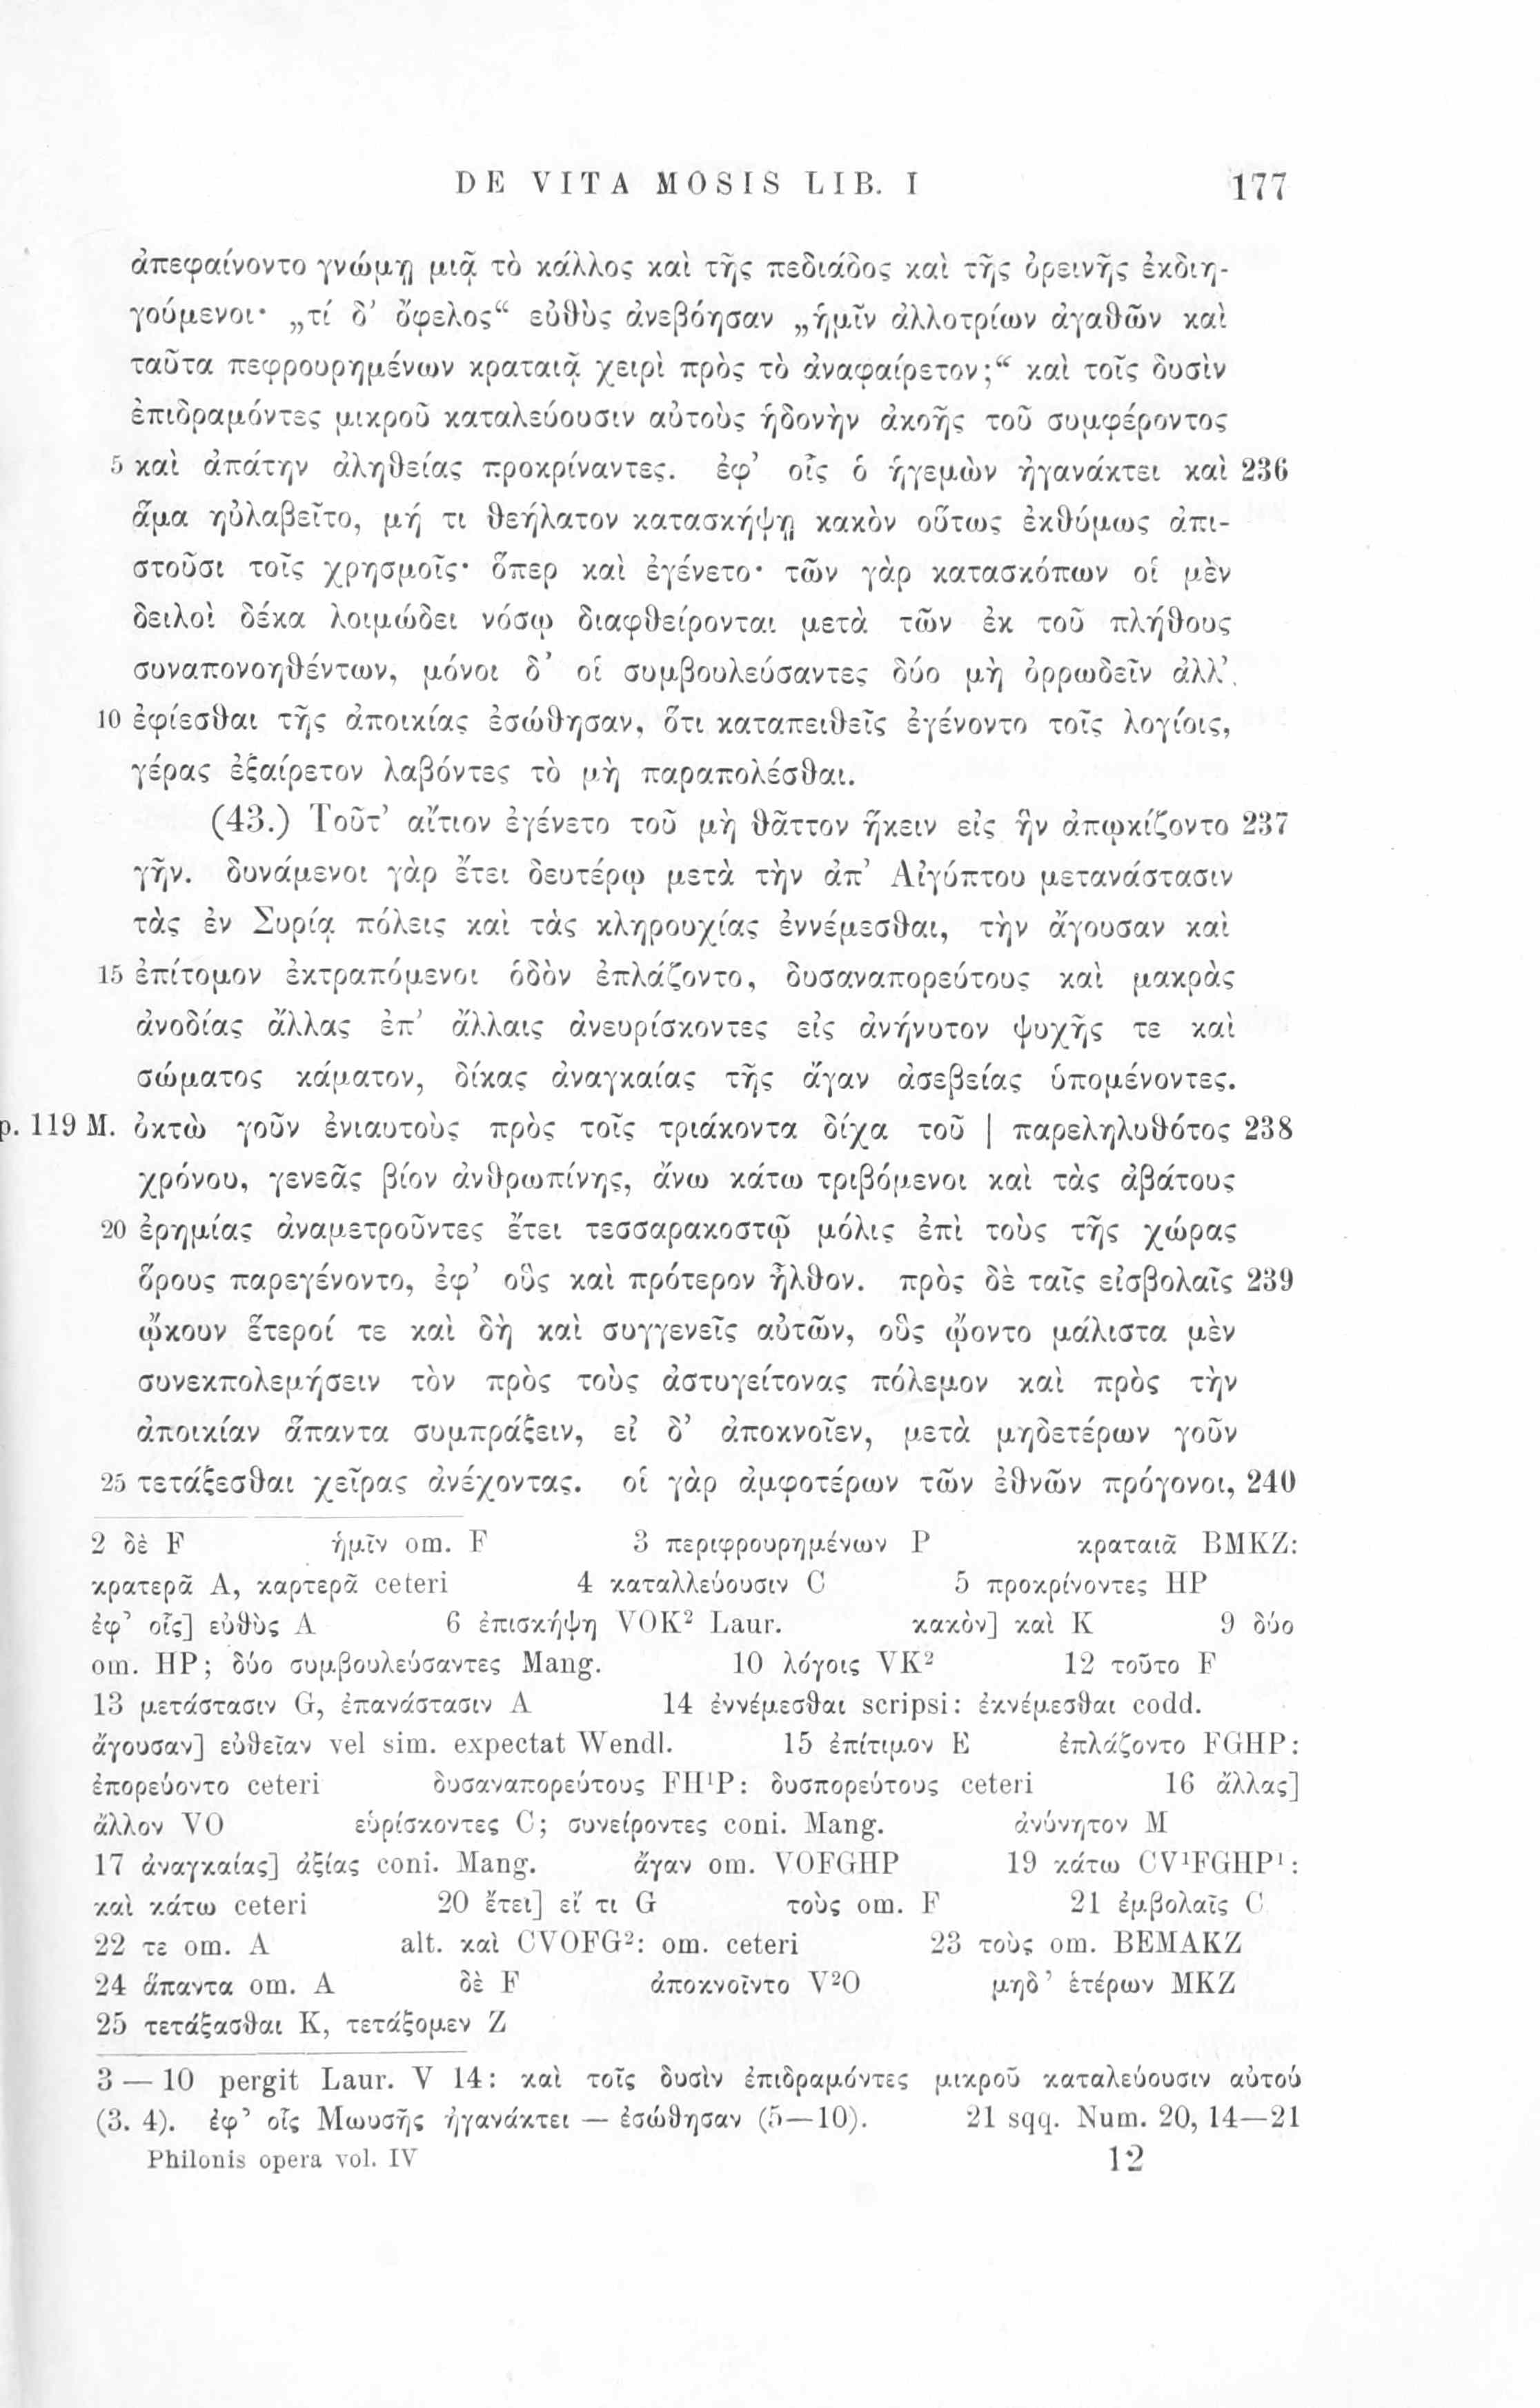 DE VITA MOSIS LIB. I 177
ἀπεφαίνοντο γνώμῃ μιᾷ τὸ κάλλος καὶ τῆς πεδιάδος καὶ τῆς ὀρεινῆς ἐκδιη-
γούμενοι· „τί δ’ ὄφελος“ εὐθὺς ἀνεβόησαν „ἡμῖν ἀλλοτρίων ἀγαθῶν καὶ
ταῦτα πεφρουρημένων κραταιᾷ χειρὶ πρὸς τὸ ἀναφαίρετον;“ καὶ τοῖς δυσὶν
ἐπιδραμόντες μικροῦ καταλεύουσιν αὐτοὺς ἡδονὴν ἀκοῆς τοῦ συμφέροντος
5 καὶ ἀπάτην ἀληθείας προκρίναντες. ἐφ’ οἷς ὁ ἡγεμὼν ἠγανάκτει καὶ 236
ἅμα ηὐλαβεῖτο, μή τι θεήλατον κατασκήψῃ κακὸν οὕτως ἐκθύμως ἀπι-
στοῦσι τοῖς χρησμοῖς· ὅπερ καὶ ἐγένετο· τῶν γὰρ κατασκόπων οἱ μὲν
δειλοὶ δέκα λοιμώδει νόσῳ διαφθείρονται μετὰ τῶν ἐκ τοῦ πλήθους
συναπονοηθέντων, μόνοι δ’ οἱ συμβουλεύσαντες δύο μὴ ὀρρωδεῖν ἀλλ’
10 ἐφίεσθαι τῆς ἀποικίας ἐσώθησαν, ὅτι καταπειθεῖς ἐγένοντο τοῖς λογίοις,
γέρας ἐξαίρετον λαβόντες τὸ μὴ παραπολέσθαι.
(43.) Τοῦτ’ αἴτιον ἐγένετο τοῦ μὴ θᾶττον ἥκειν εἰς ἣν ἀπῳκίζοντο 237
γῆν. δυνάμενοι γὰρ ἔτει δευτέρῳ μετὰ τὴν ἀπ’ Αἰγύπτου μετανάστασιν
τὰς ἐν Συρίᾳ πόλεις καὶ τὰς κληρουχίας ἐννέμεσθαι, τὴν ἄγουσαν καὶ
15 ἐπίτομον ἐκτραπόμενοι ὁδὸν ἐπλάζοντο, δυσαναπορεύτους καὶ μακρὰς
ἀνοδίας ἄλλας ἐπ’ ἄλλαις ἀνευρίσκοντες εἰς ἀνήνυτον ψυχῆς τε καὶ
σώματος κάματον, δίκας ἀναγκαίας τῆς ἄγαν ἀσεβείας ὑπομένοντες.
p. 119 M. ὀκτὼ γοῦν ἐνιαυτοὺς πρὸς τοῖς τριάκοντα δίχα τοῦ | παρεληλυθότος 238
χρόνου, γενεᾶς βίον ἀνθρωπίνης, ἄνω κάτω τριβόμενοι καὶ τὰς ἀβάτους
20 ἐρημίας ἀναμετροῦντες ἔτει τεσσαρακοστῷ μόλις ἐπὶ τοὺς τῆς χώρας
ὅρους παρεγένοντο, ἐφ’ οὓς καὶ πρότερον ἦλθον. πρὸς δὲ ταῖς εἰσβολαῖς 239
ᾤκουν ἕτεροί τε καὶ δὴ καὶ συγγενεῖς αὐτῶν, οὓς ᾤοντο μάλιστα μὲν
συνεκπολεμήσειν τὸν πρὸς τοὺς ἀστυγείτονας πόλεμον καὶ πρὸς τὴν
ἀποικίαν ἅπαντα συμπράξειν, εἰ δ’ ἀποκνοῖεν, μετὰ μηδετέρων γοῦν
25 τετάξεσθαι χεῖρας ἀνέχοντας. οἱ γὰρ ἀμφοτέρων τῶν ἐθνῶν πρόγονοι, 240
2 δὲ F ἡμῖν om. F 3 περιφρουρημένων P κραταιᾶ BMKZ:
κρατερᾶ A, καρτερᾶ ceteri 4 καταλλεύουσιν C 5 προκρίνοντες HP
ἐφ’ οἷς] εὐθὺς A 6 ἐπισκήψη VOK² Laur. κακὸν] καὶ K 9 δύο
om. HP; δύο συμβουλεύσαντες Mang. 10 λόγοις VK² 12 τοῦτο F
13 μετάστασιν G, ἐπανάστασιν A 14 ἐννέμεσθαι scripsi: ἐκνέμεσθαι codd.
ἄγουσαν] εὐθεῖαν vel sim. expectat Wendl. 15 ἐπίτιμον E ἐπλάζοντο FGHP:
ἐπορεύοντο ceteri δυσαναπορεύτους FH¹P: δυσπορεύτους ceteri 16 ἄλλας]
ἄλλον VO εὑρίσκοντες C; συνείροντες coni. Mang. ἀνύνητον M
17 ἀναγκαίας] ἀξίας coni. Mang. ἄγαν om. VOFGHP 19 κάτω CV¹FGHP¹:
καὶ κάτω ceteri 20 ἔτει] εἴ τι G τοὺς om. F 21 ἐμβολαῖς C
22 τε om. A alt. καὶ CVOFG²: om. ceteri 23 τοὺς om. BEMAKZ
24 ἅπαντα om. A δὲ F ἀποκνοῖντο V²O μηδ’ ἑτέρων MKZ
25 τετάξασθαι K, τετάξομεν Z
3 — 10 pergit Laur. V 14: καὶ τοῖς δυσὶν ἐπιδραμόντες μικροῦ καταλεύουσιν αὐτού
(3. 4). ἐφ’ οἷς Μωυσῆς ἠγανάκτει — ἐσώθησαν (5—10). 21 sqq. Num. 20, 14—21
Philonis opera vol. IV 12